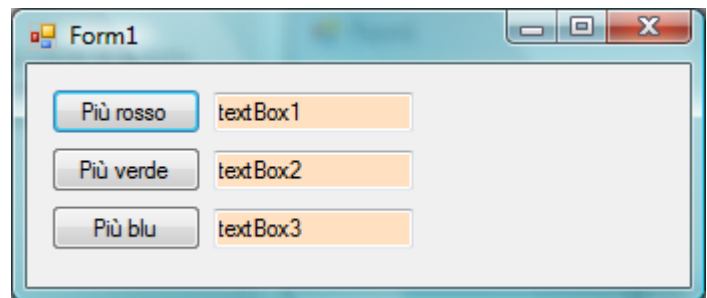 Form1
Più rosso textBox1
Più verde textBox2
Più blu textBox3